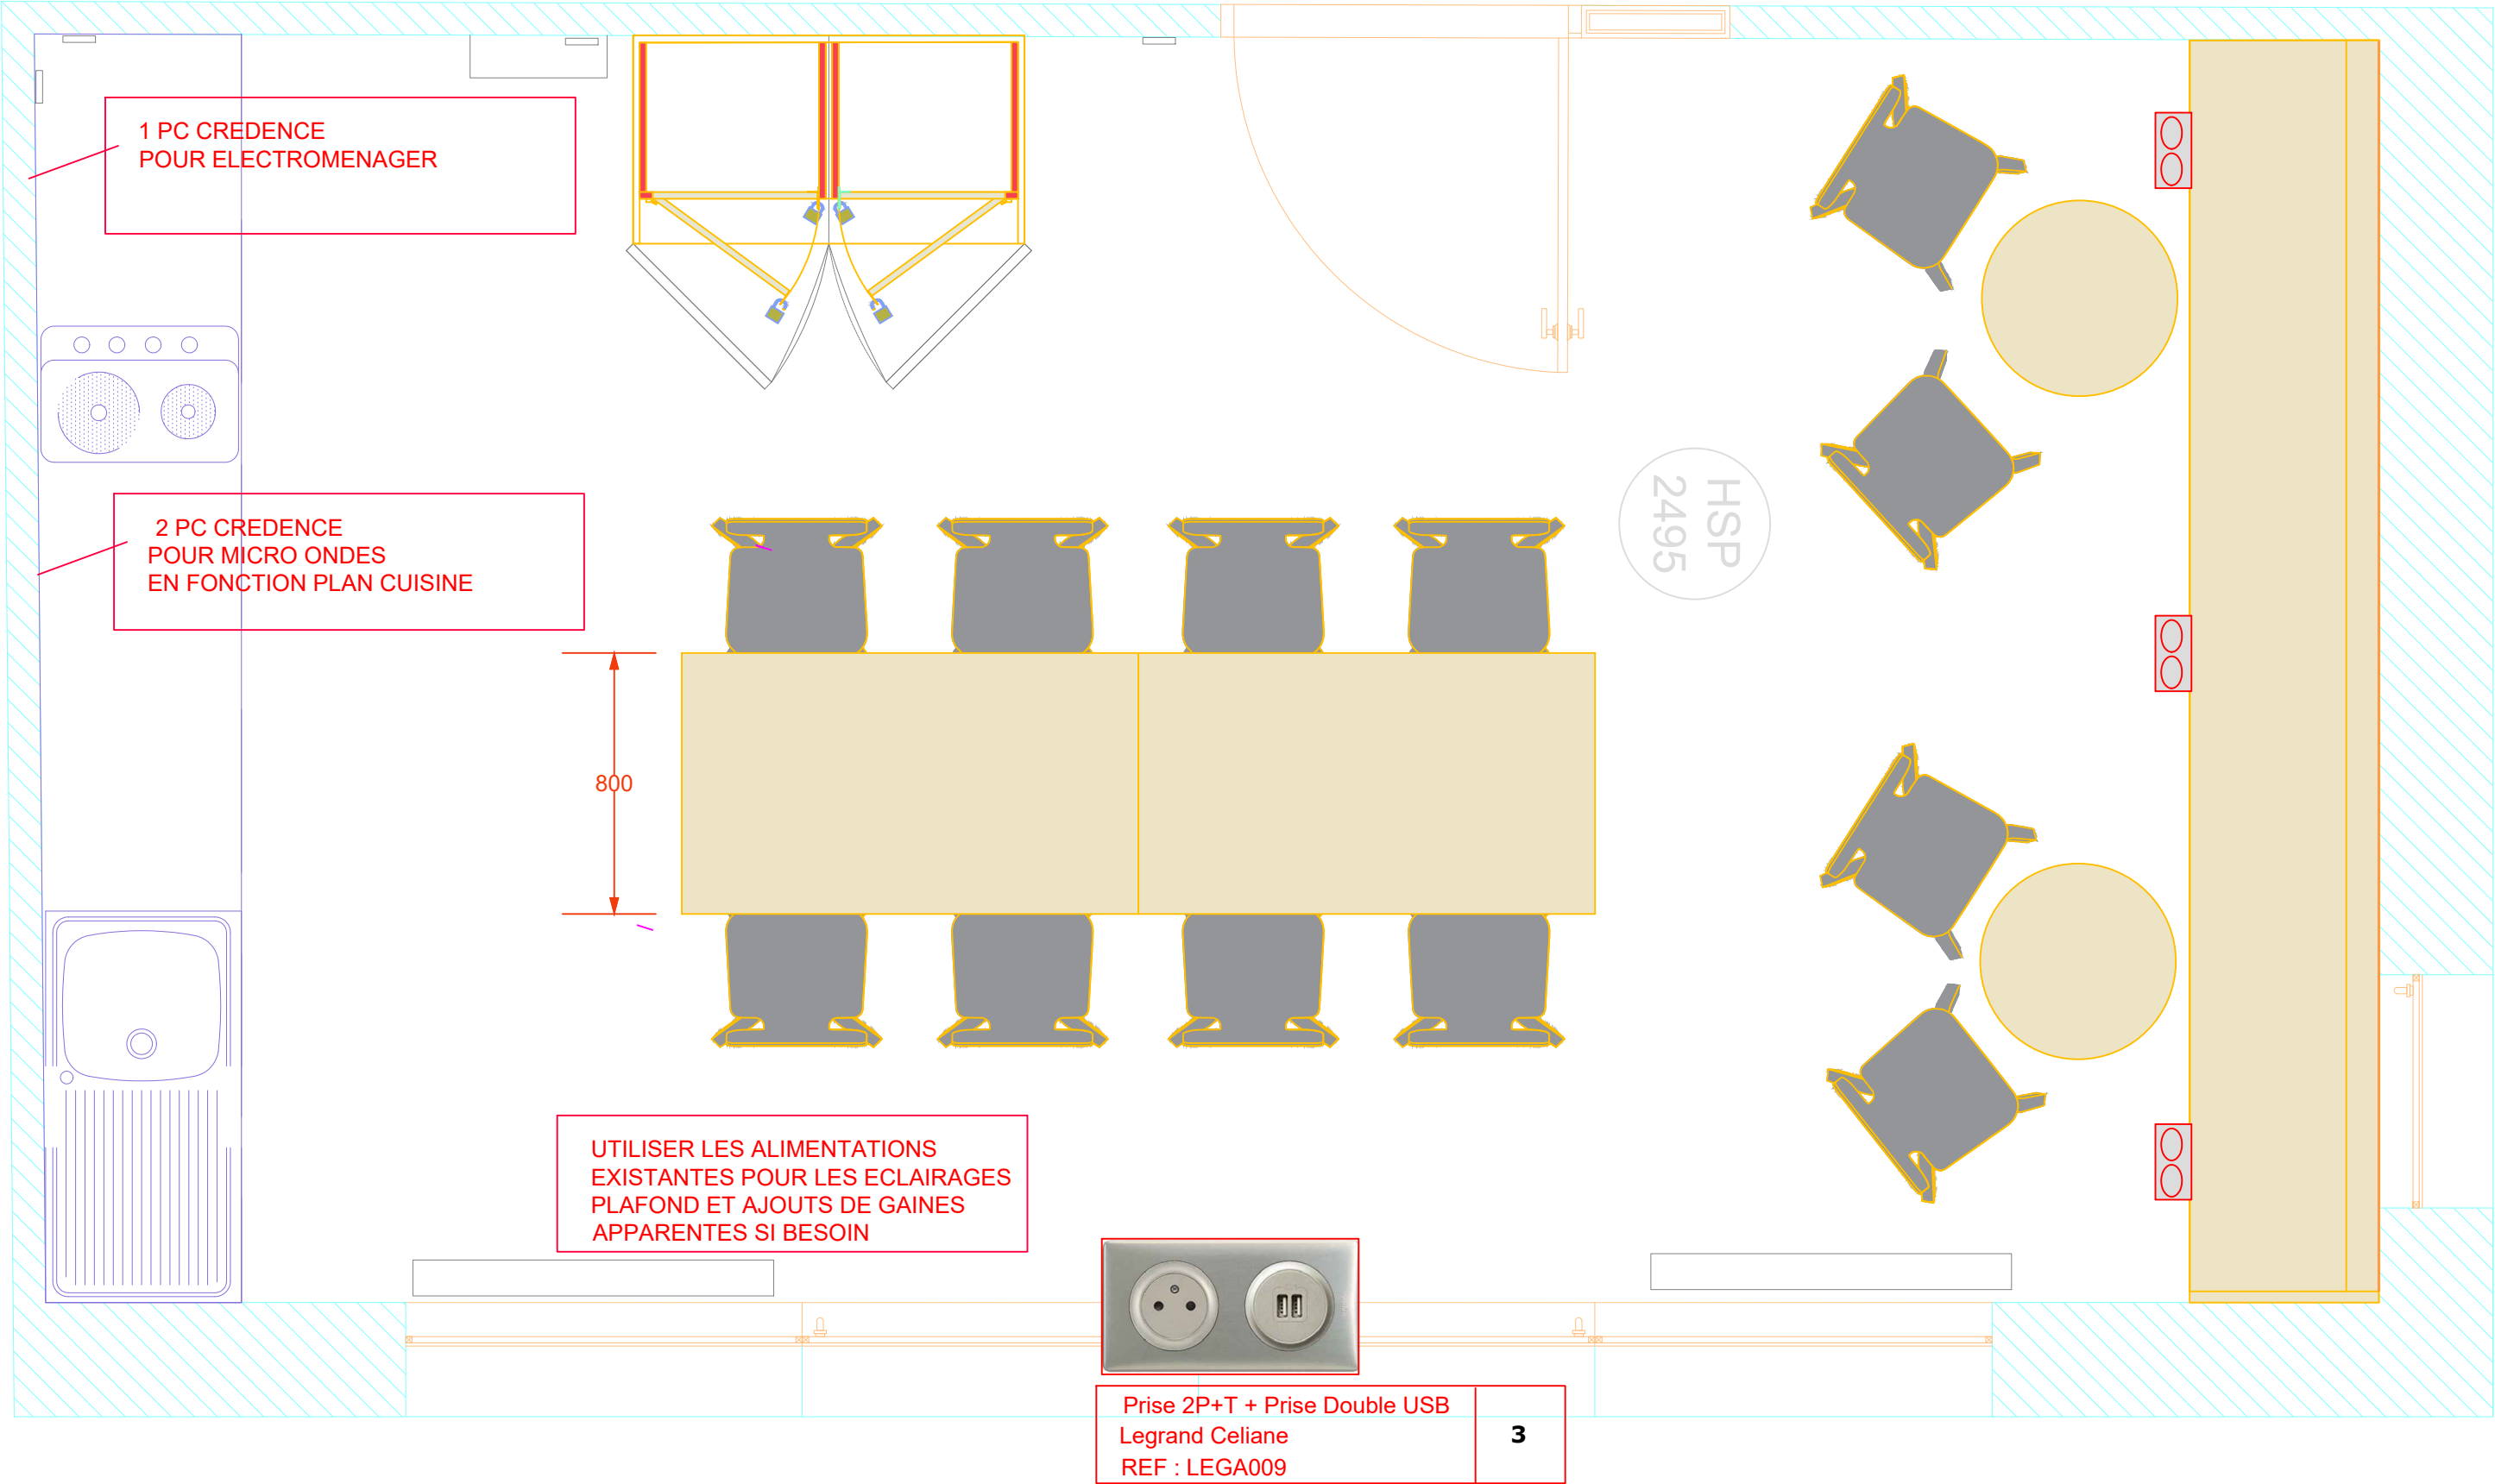 1 PC CREDENCE
POUR ELECTROMENAGER
2 PC CREDENCE
POUR MICRO ONDES
EN FONCTION PLAN CUISINE
HSP
2495
800
UTILISER LES ALIMENTATIONS
EXISTANTES POUR LES ECLAIRAGES
PLAFOND ET AJOUTS DE GAINES
APPARENTES SI BESOIN
Prise 2P+T + Prise Double USB
Legrand Celiane
REF : LEGA009
3